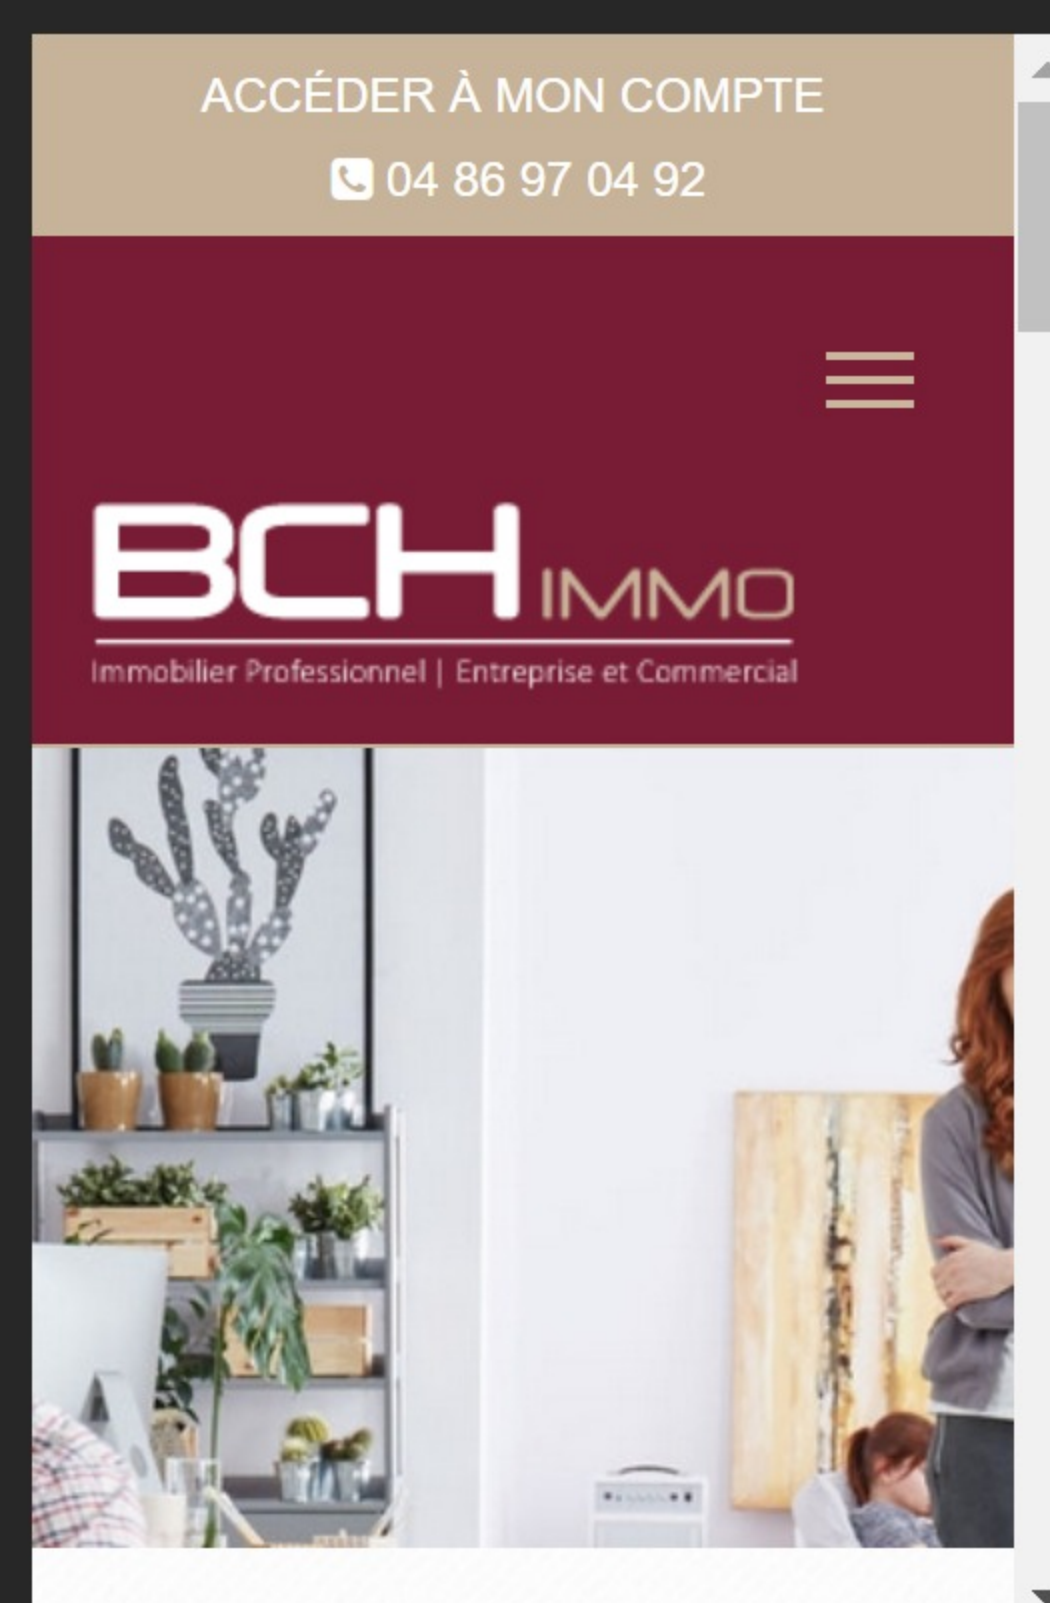 ACCÉDER À MON COMPTE
04 86 97 04 92
BCH IMMO
Immobilier Professionnel | Entreprise et Commercial